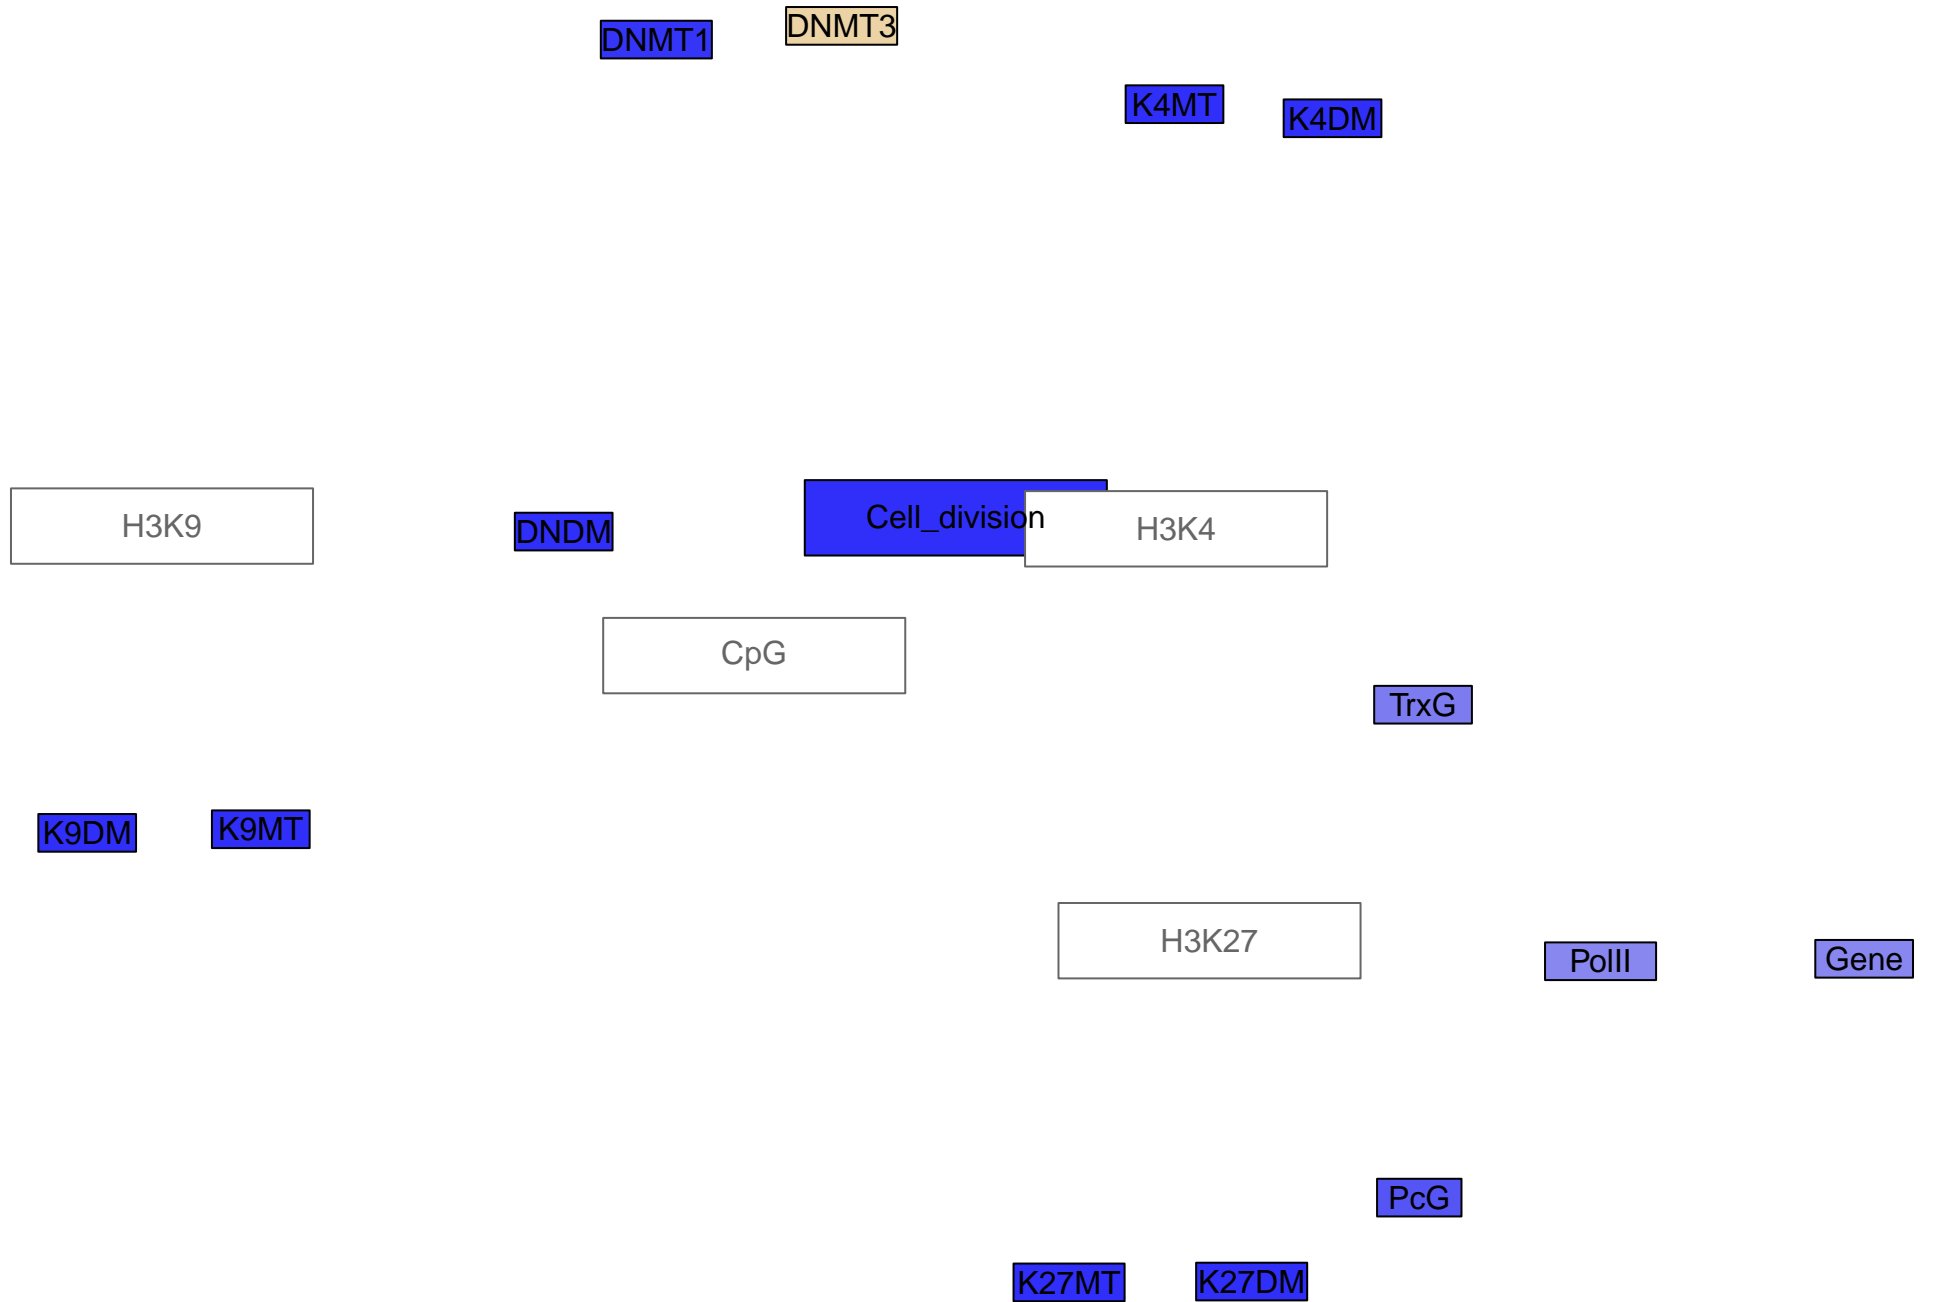 DNMT1
DNMT3
K4MT
K4DM
H3K9
DNDM
Cell_division
H3K4
CpG
TrxG
K9DM
K9MT
H3K27
PolII
Gene
PcG
K27MT
K27DM